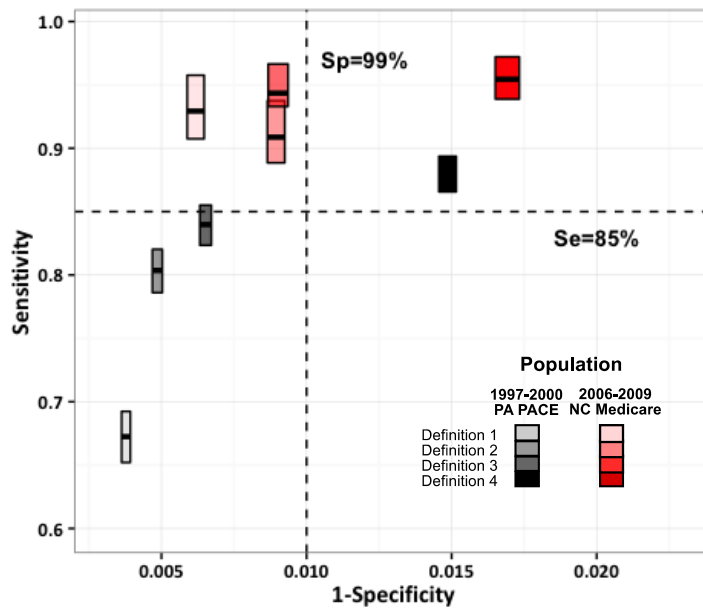 1.0
0.9
0.8
0.7
0.6
Sensitivity
Sp=99%
Se=85%
Population
1997-2000 2006-2009
PA PACE NC Medicare
Definition 1
Definition 2
Definition 3
Definition 4
0.005 0.010 0.015 0.020
1-Specificity